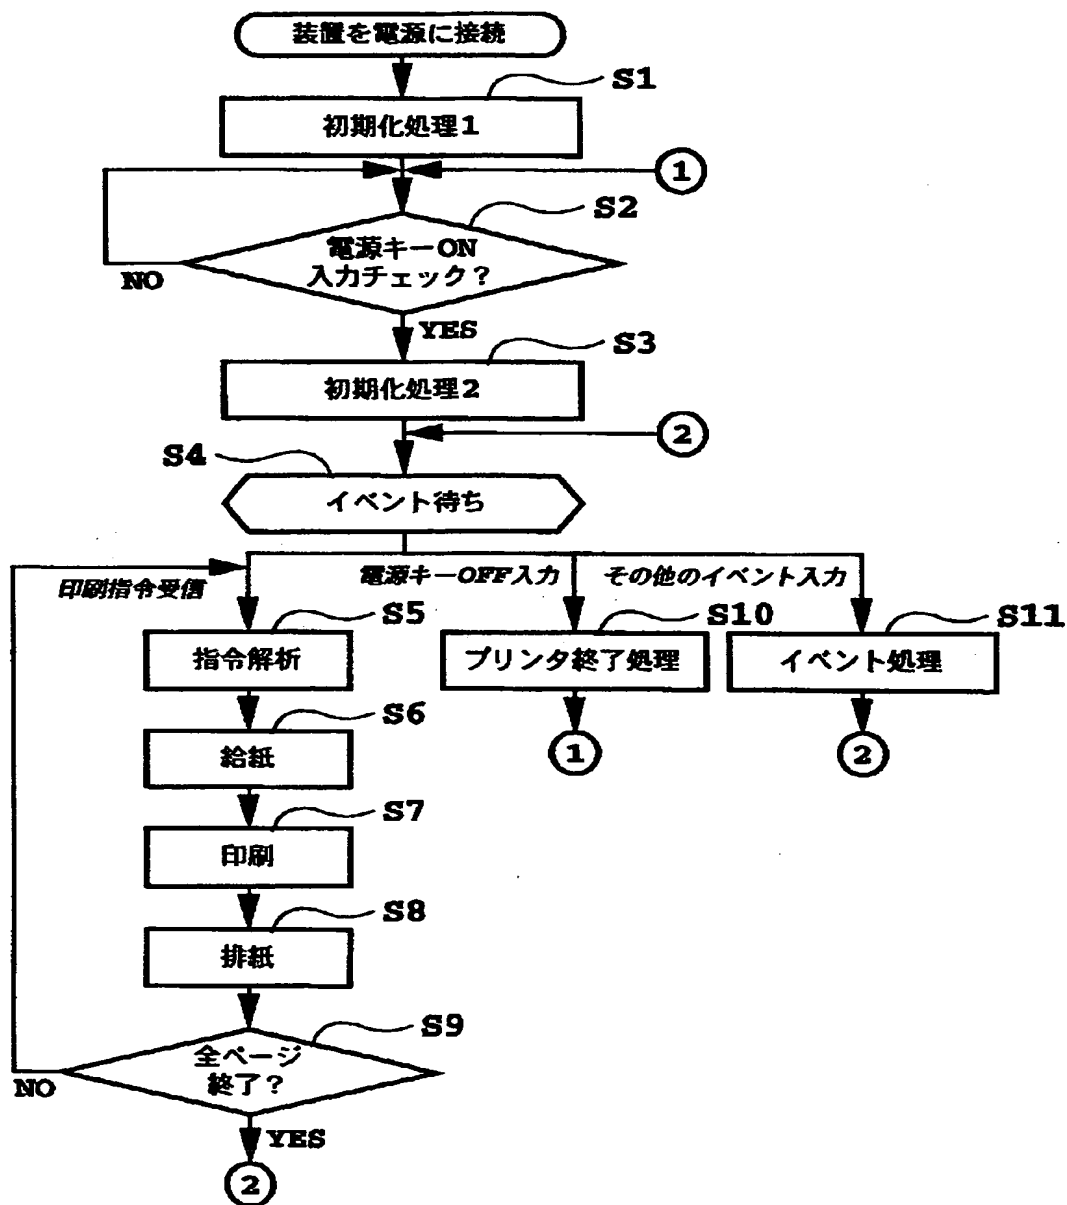 装置を電源に接続
S1
初期化処理1
1
S2
電源キーON
入力チェック?
NO
YES
S3
初期化処理2
2
S4
イベント待ち
印刷指令受信
電源キーOFF入力
その他のイベント入力
S5
指令解析
S10
プリンタ終了処理
S11
イベント処理
S6
給紙
1
2
S7
印刷
S8
排紙
S9
全ページ
終了?
NO
YES
2